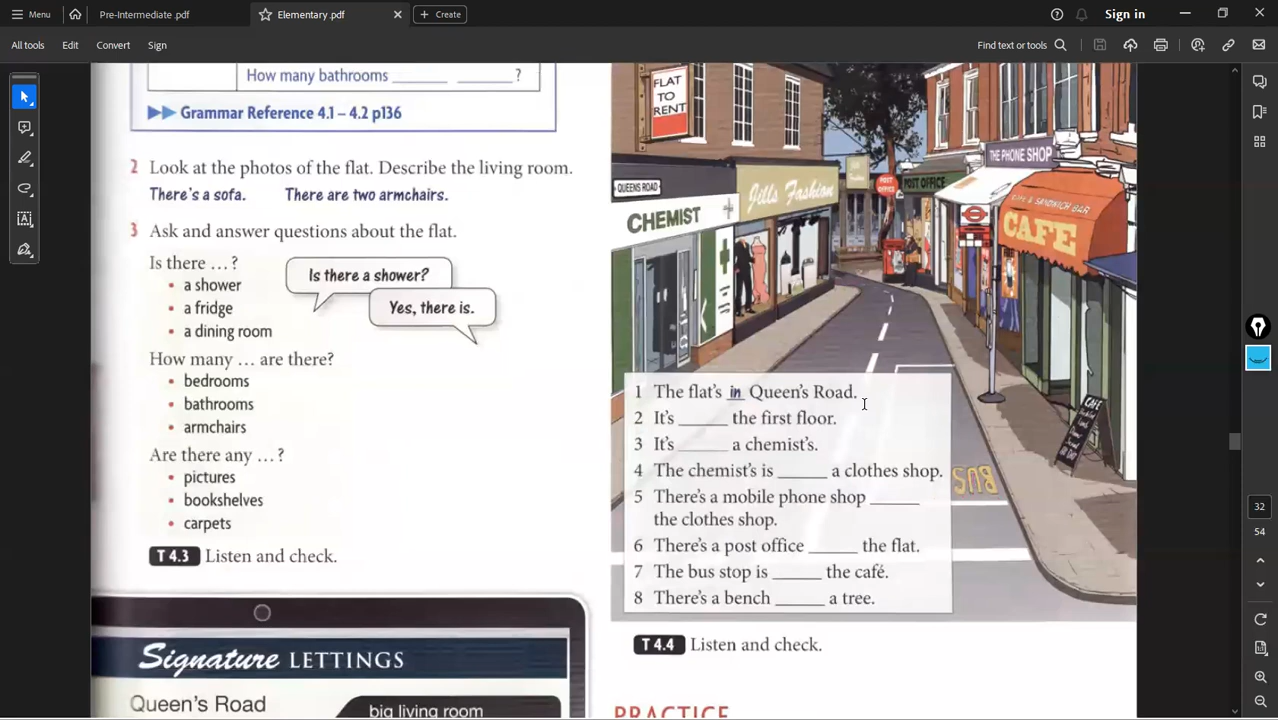 Menu
Pre-Intermediate .pdf
Elementary.pdf
Create
Sign in
All tools
Edit
Convert
Sign
Find text or tools
How many bathrooms ______ ______ ?
Grammar Reference 4.1 – 4.2 p136
2 Look at the photos of the flat. Describe the living room.
There's a sofa. There are two armchairs.
3 Ask and answer questions about the flat.
Is there … ?
• a shower
• a fridge
• a dining room
Is there a shower?
Yes, there is.
How many … are there?
• bedrooms
• bathrooms
• armchairs
Are there any … ?
• pictures
• bookshelves
• carpets
T 4.3 Listen and check.
Signature LETTINGS
Queen's Road
big living room
FLAT
TO
RENT
QUEENS ROAD
CHEMIST
Jills Fashion
POST
OFFICE
POST OFFICE
THE PHONE SHOP
CAFE & SANDWICH BAR
CAFE
CAFE
BUS
1 The flat's in Queen's Road.
2 It's ______ the first floor.
3 It's ______ a chemist's.
4 The chemist's is ______ a clothes shop.
5 There's a mobile phone shop ______
the clothes shop.
6 There's a post office ______ the flat.
7 The bus stop is ______ the café.
8 There's a bench ______ a tree.
T 4.4 Listen and check.
PRACTICE
32
54